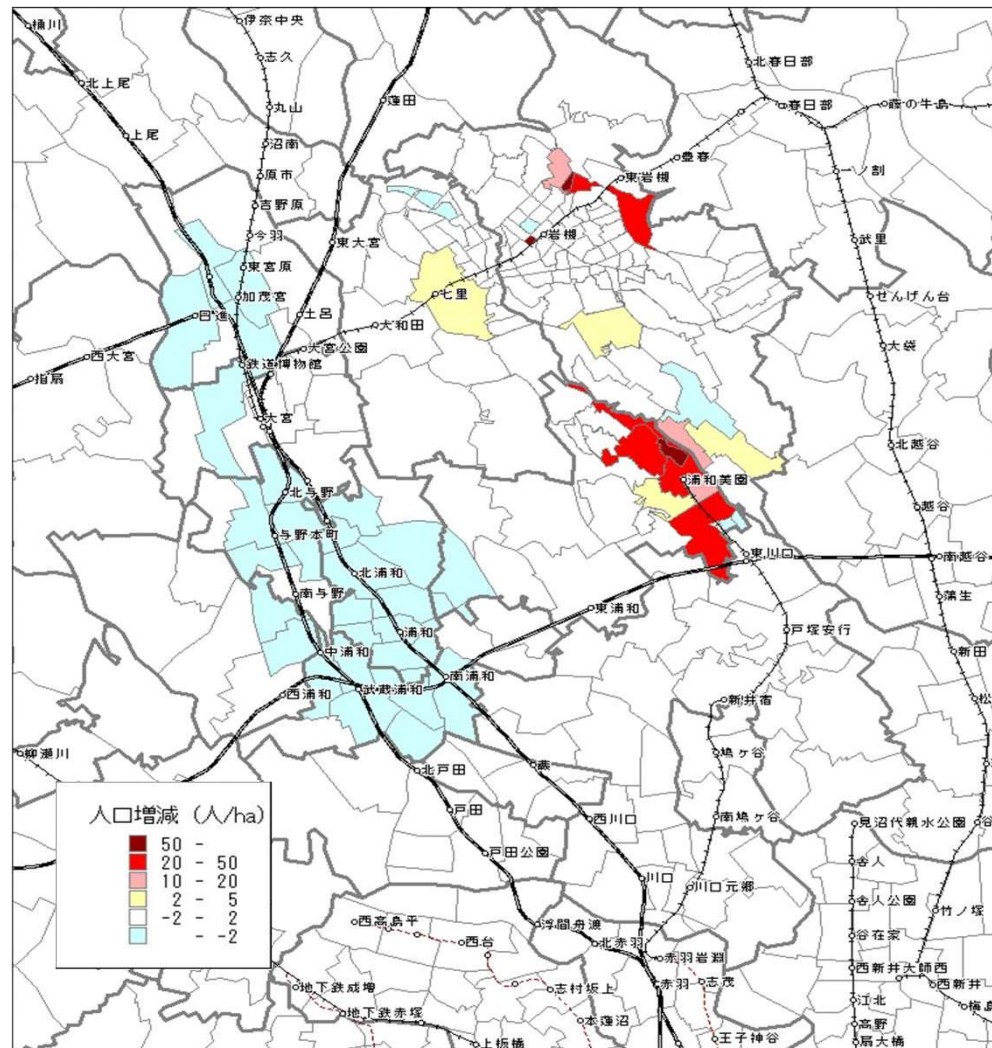 桶川
伊奈中央
志久
北上尾
蓮田
丸山
上尾
沼南
原市
吉野原
今羽
東大宮
東宮原
加茂宮
日進
土呂
西大宮
指扇
大和田
大宮公園
鉄道博物館
大宮
七里
岩槻
東岩槻
豊春
北春日部
春日部
藤の牛島
一ノ割
武里
せんげん台
大袋
北越谷
越谷
南越谷
蒲生
新田
松
北与野
与野本町
北浦和
南与野
浦和
中浦和
南浦和
武蔵浦和
西浦和
浦和美園
東川口
東浦和
戸塚安行
新井宿
鳩ヶ谷
南鳩ヶ谷
柳瀬川
北戸田
蕨
戸田
西川口
戸田公園
川口
川口元郷
見沼代親水公園
谷
舎人
舎人公園
竹ノ塚
谷在家
西新井大師西
西新井
梅島
江北
高野
扇大橋
人口増減 (人/ha)
50 -
20 - 50
10 - 20
2 - 5
-2 - 2
- -2
西高島平
西台
浮間舟渡
北赤羽
赤羽岩淵
赤羽
志茂
地下鉄成増
志村坂上
地下鉄赤塚
本蓮沼
上板橋
王子神谷